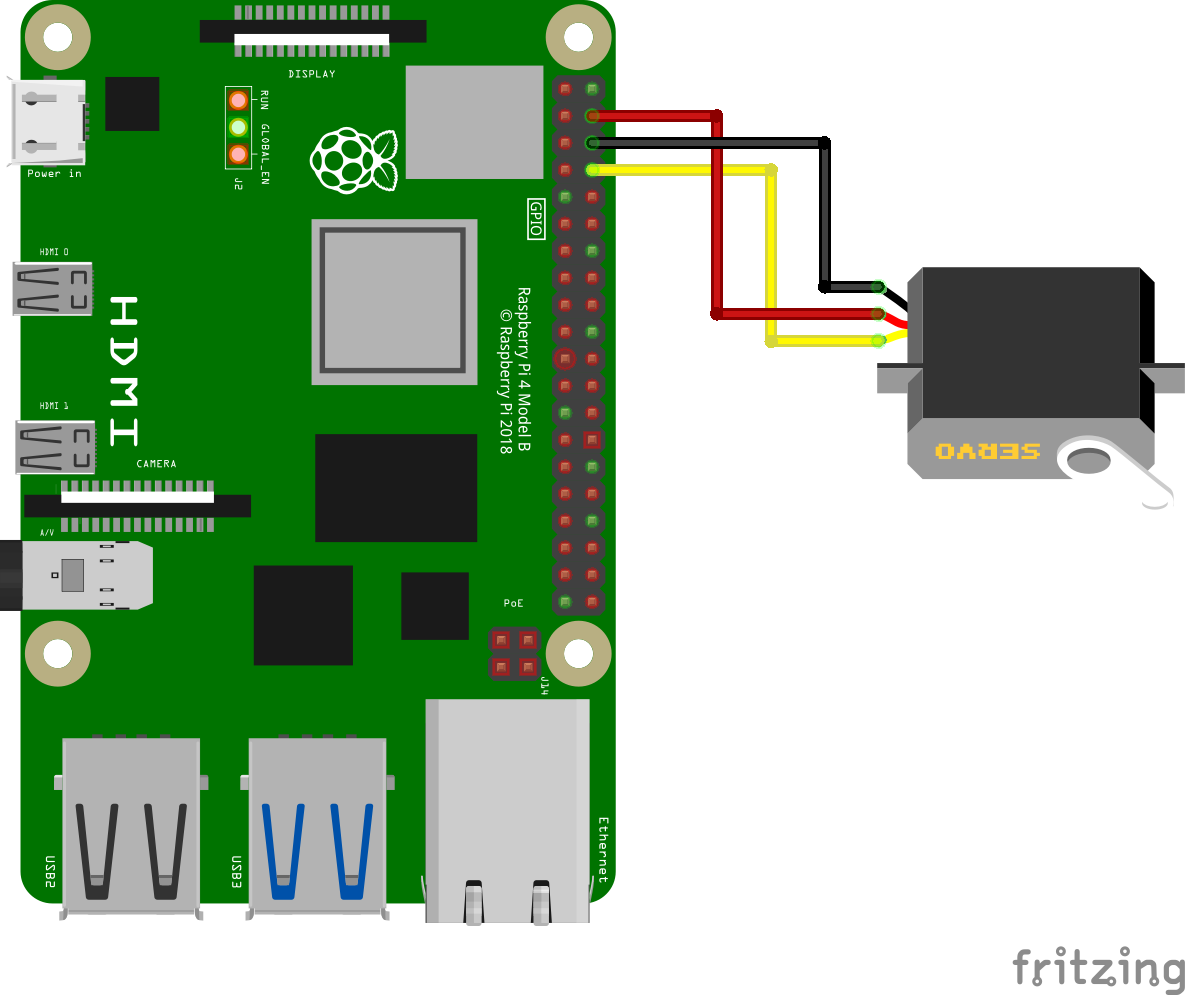 DISPLAY
RUN
GLOBAL_EN
J2
Power in
GPIO
HDMI 0
HDMI
Raspberry Pi 4 Model B
© Raspberry Pi 2018
HDMI 1
CAMERA
SERVO
A/V
PoE
J14
USB2
USB3
Ethernet
fritzing